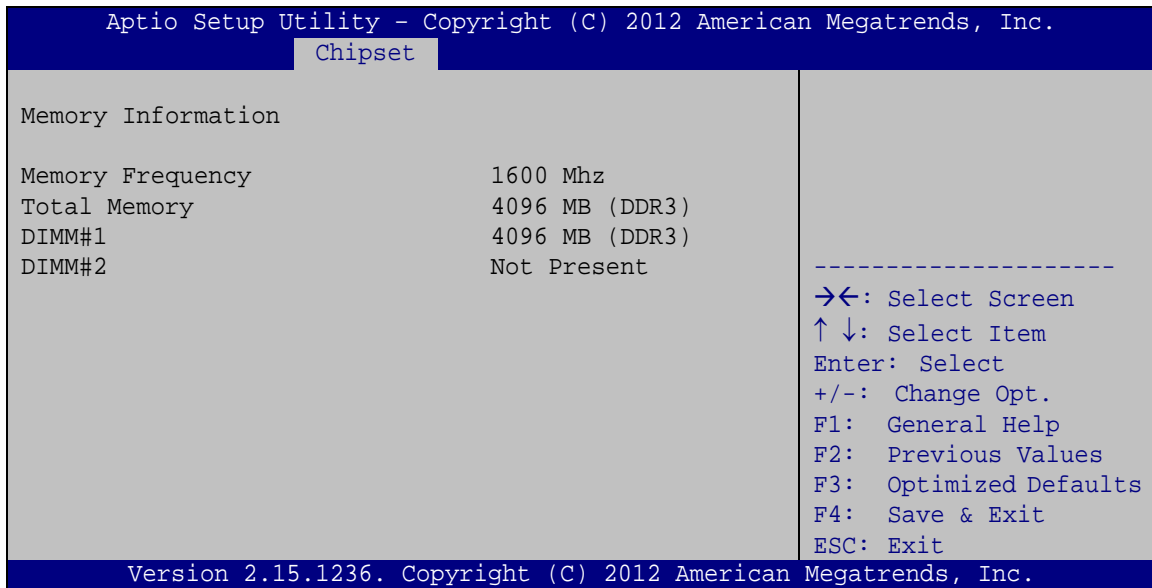 Aptio Setup Utility – Copyright (C) 2012 American Megatrends, Inc.
Chipset
Memory Information
Memory Frequency 1600 Mhz
Total Memory 4096 MB (DDR3)
DIMM#1 4096 MB (DDR3)
DIMM#2 Not Present
---------------------
→←: Select Screen
↑ ↓: Select Item
Enter: Select
+/-: Change Opt.
F1: General Help
F2: Previous Values
F3: Optimized Defaults
F4: Save & Exit
ESC: Exit
Version 2.15.1236. Copyright (C) 2012 American Megatrends, Inc.